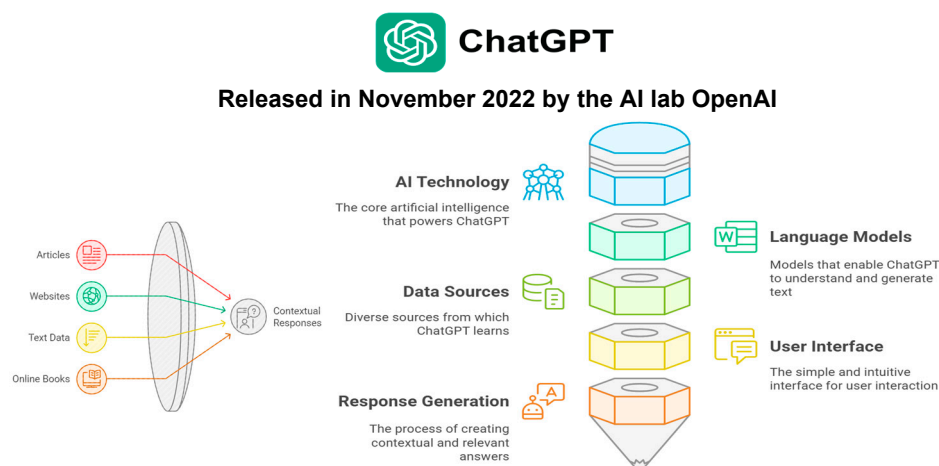 ChatGPT
Released in November 2022 by the AI lab OpenAI
Articles
Websites
Text Data
Online Books
Contextual
Responses
AI Technology
The core artificial intelligence
that powers ChatGPT
Language Models
Models that enable ChatGPT
to understand and generate
text
Data Sources
Diverse sources from which
ChatGPT learns
User Interface
The simple and intuitive
interface for user interaction
Response Generation
The process of creating
contextual and relevant
answers
W
A
?